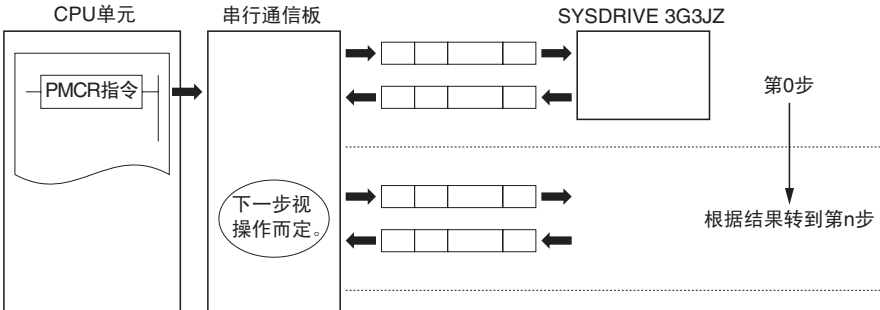 CPU单元
串行通信板
SYSDRIVE 3G3JZ
PMCR指令
第0步
下一步视
操作而定。
根据结果转到第n步